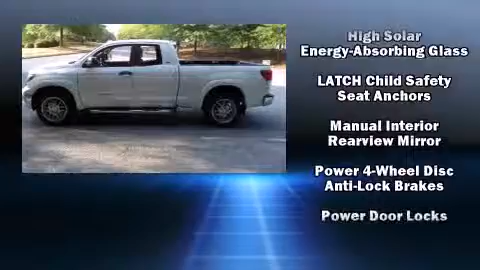 High Solar
Energy-Absorbing Glass
LATCH Child Safety
Seat Anchors
Manual Interior
Rearview Mirror
Power 4-Wheel Disc
Anti-Lock Brakes
Power Door Locks